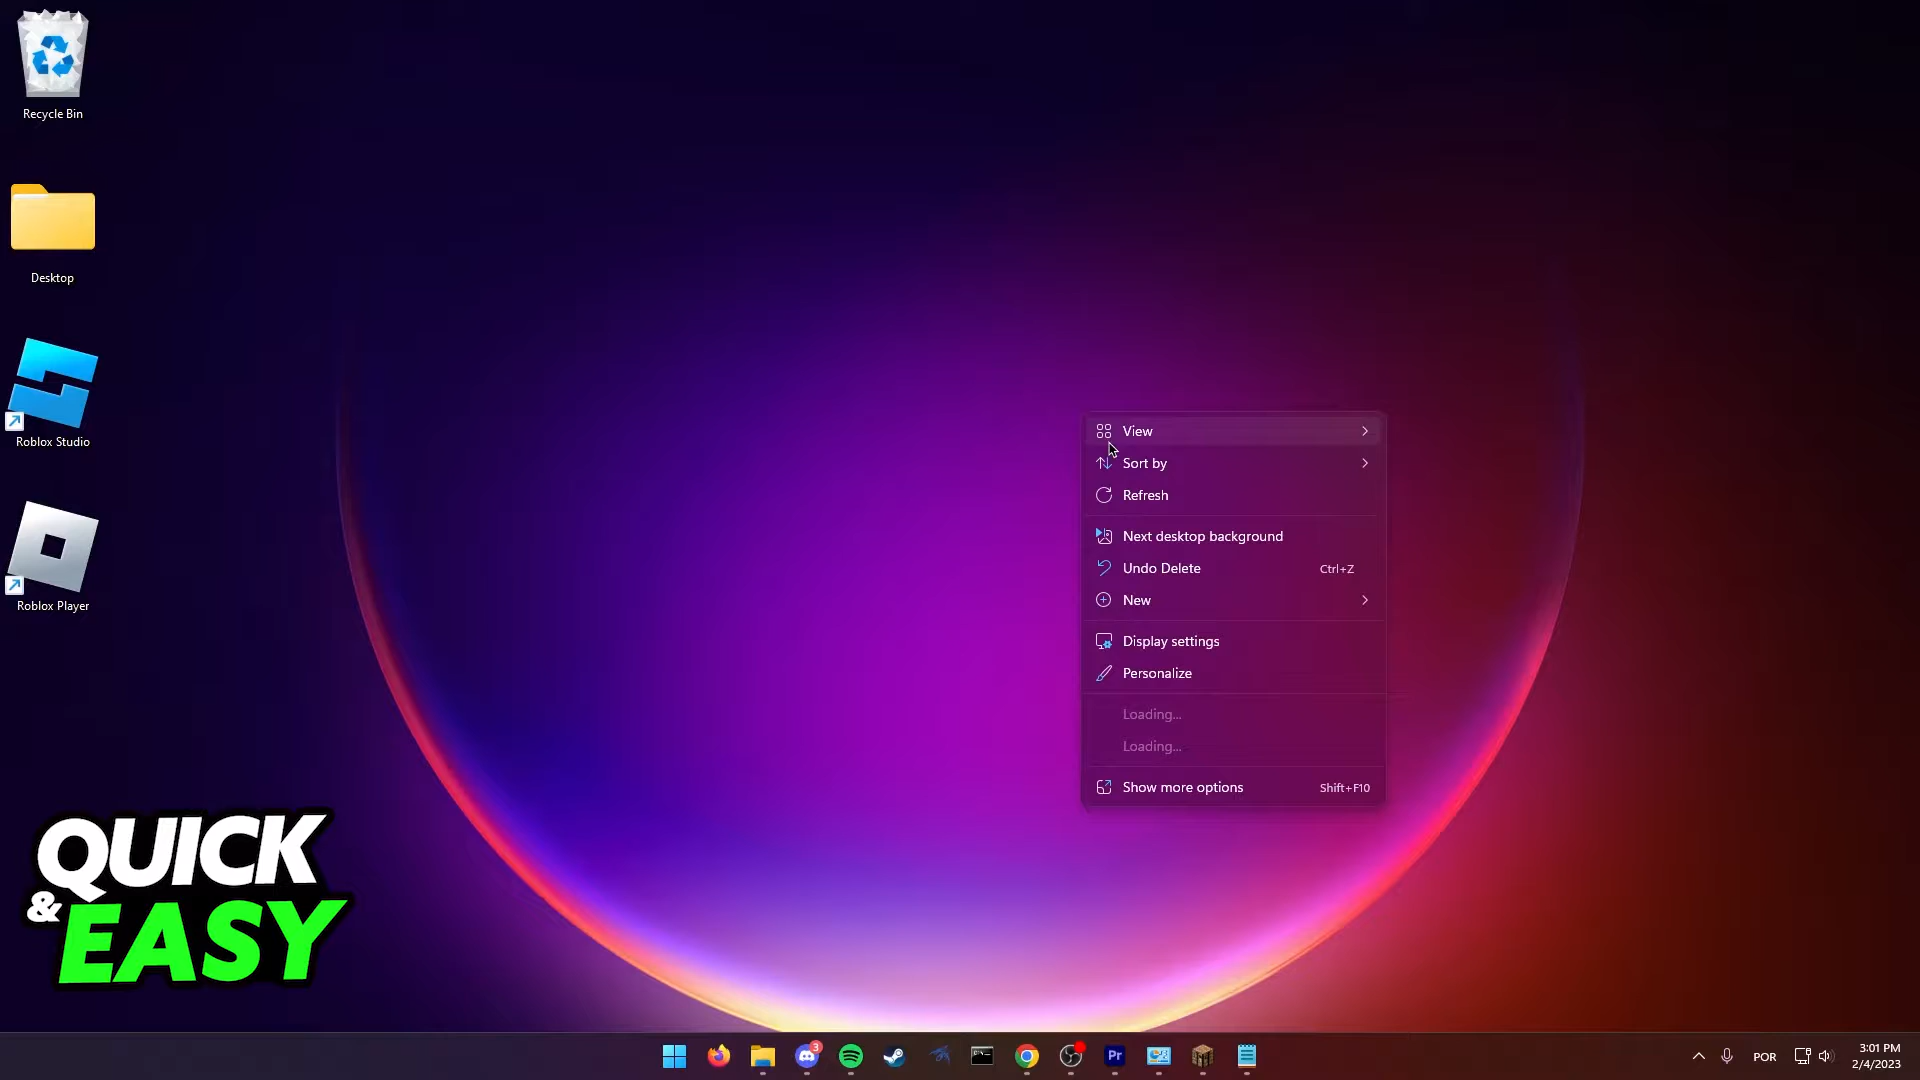 Recycle Bin
Desktop
Roblox Studio
Roblox Player
View
Sort by
Refresh
Next desktop background
Undo Delete Ctrl+Z
New
Display settings
Personalize
Loading...
Loading...
Show more options Shift+F10
QUICK
& EASY
3
Pr
POR
3:01 PM
2/4/2023